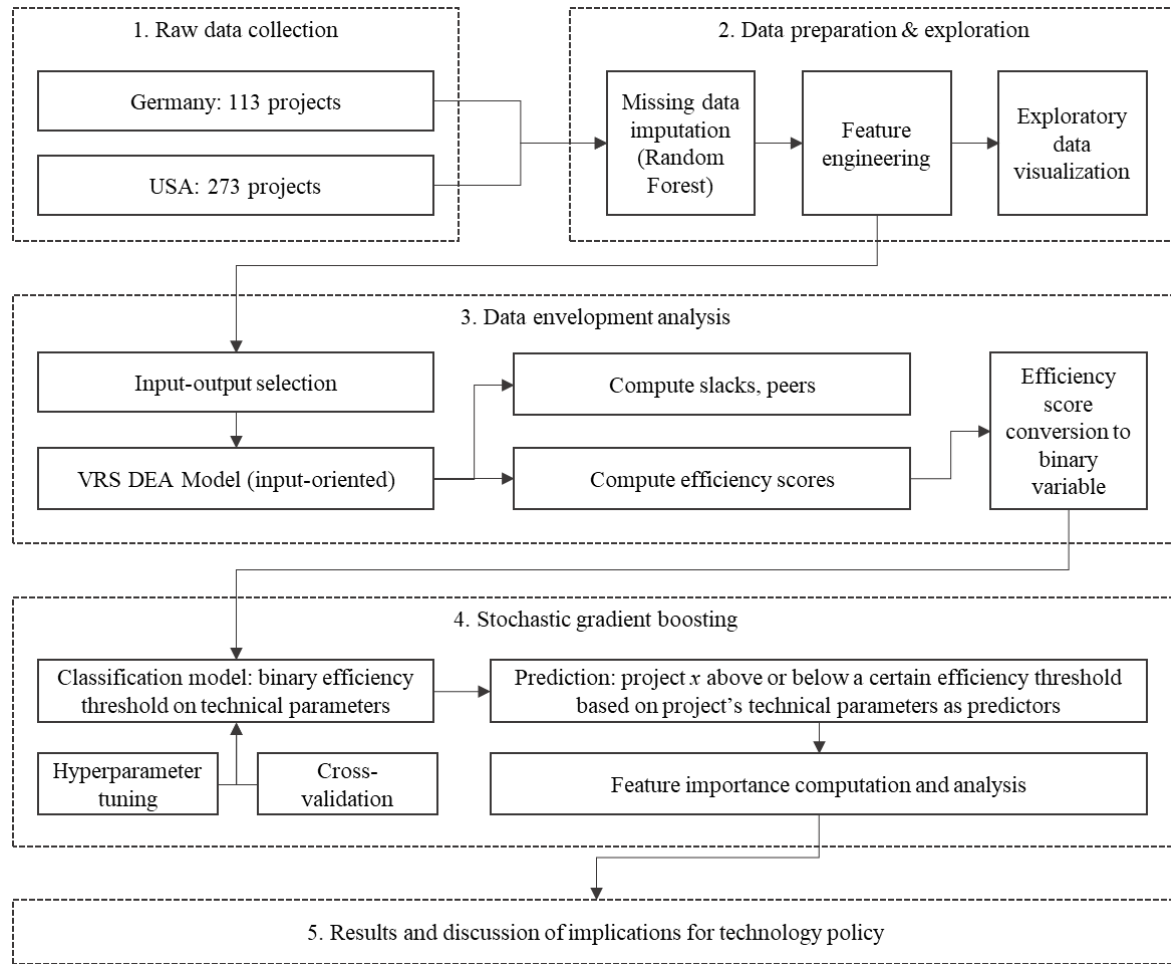 1. Raw data collection
Germany: 113 projects
USA: 273 projects
2. Data preparation & exploration
Missing data
imputation
(Random
Forest)
Feature
engineering
Exploratory
data
visualization
3. Data envelopment analysis
Input-output selection
VRS DEA Model (input-oriented)
Compute slacks, peers
Compute efficiency scores
Efficiency
score
conversion to
binary
variable
4. Stochastic gradient boosting
Classification model: binary efficiency
threshold on technical parameters
Hyperparameter
tuning
Cross-
validation
Prediction: project x above or below a certain efficiency threshold
based on project's technical parameters as predictors
Feature importance computation and analysis
5. Results and discussion of implications for technology policy